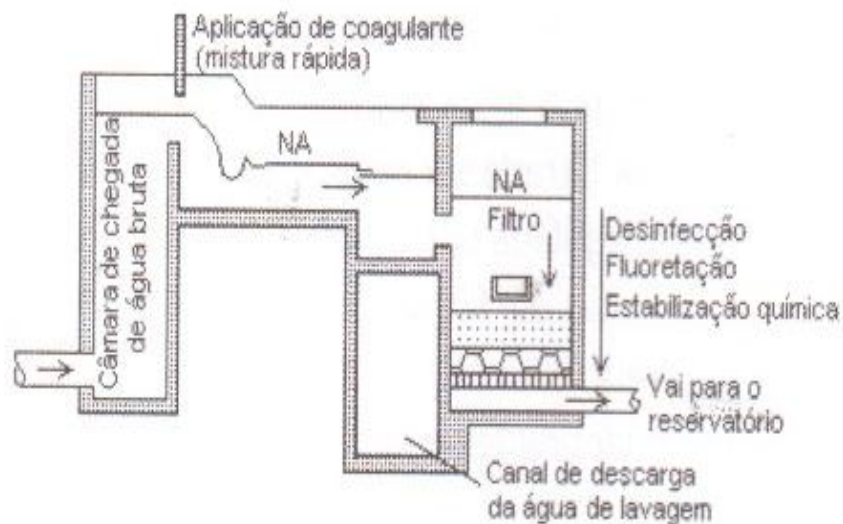 Aplicação de coagulante
(mistura rápida)
Câmara de chegada
de água bruta
NA
NA
Filtro
Desinfecção
Fluoretação
Estabilização química
Vai para o
reservatório
Canal de descarga
da água de lavagem